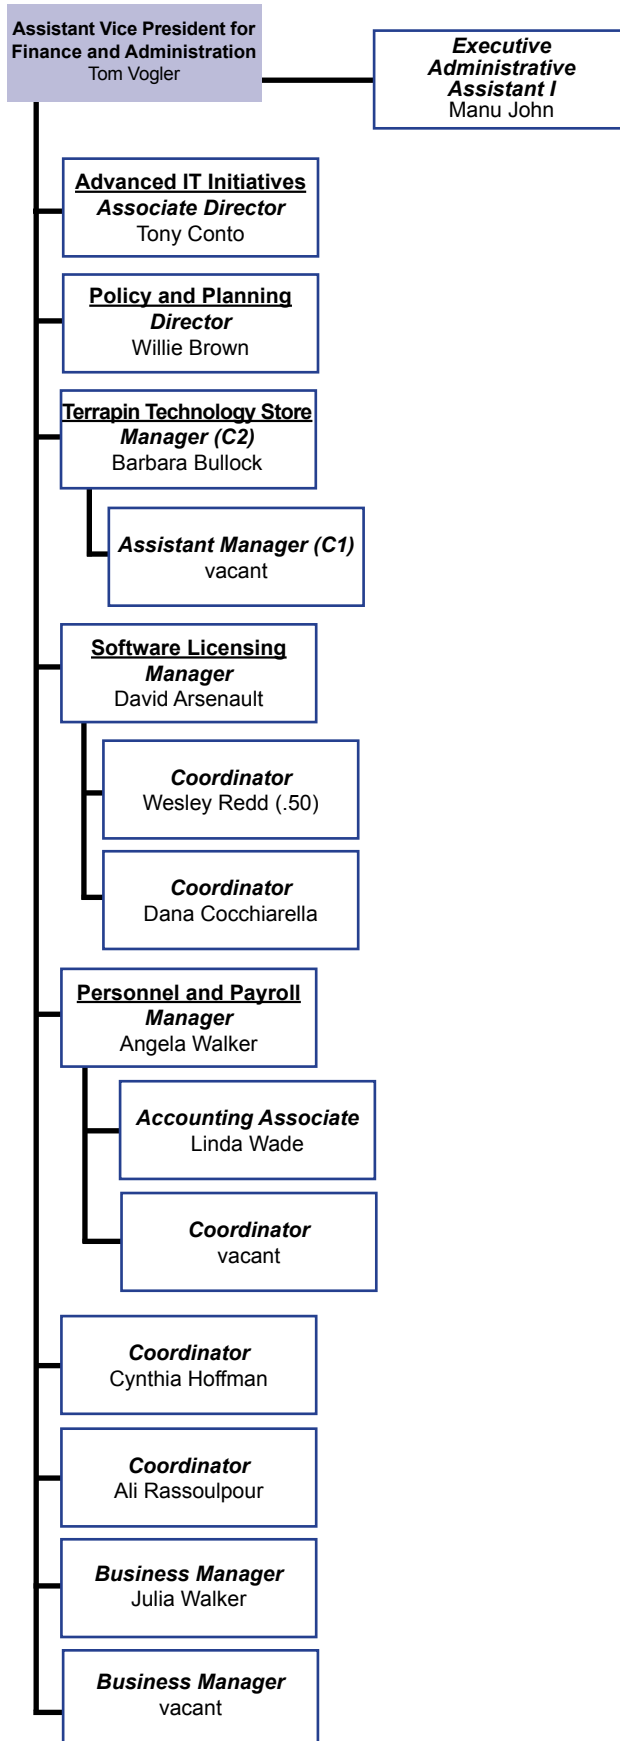 Assistant Vice President for
Finance and Administration
Tom Vogler
Executive
Administrative
Assistant I
Manu John
Advanced IT Initiatives
Associate Director
Tony Conto
Policy and Planning
Director
Willie Brown
Terrapin Technology Store
Manager (C2)
Barbara Bullock
Assistant Manager (C1)
vacant
Software Licensing
Manager
David Arsenault
Coordinator
Wesley Redd (.50)
Coordinator
Dana Cocchiarella
Personnel and Payroll
Manager
Angela Walker
Accounting Associate
Linda Wade
Coordinator
vacant
Coordinator
Cynthia Hoffman
Coordinator
Ali Rassoulpour
Business Manager
Julia Walker
Business Manager
vacant